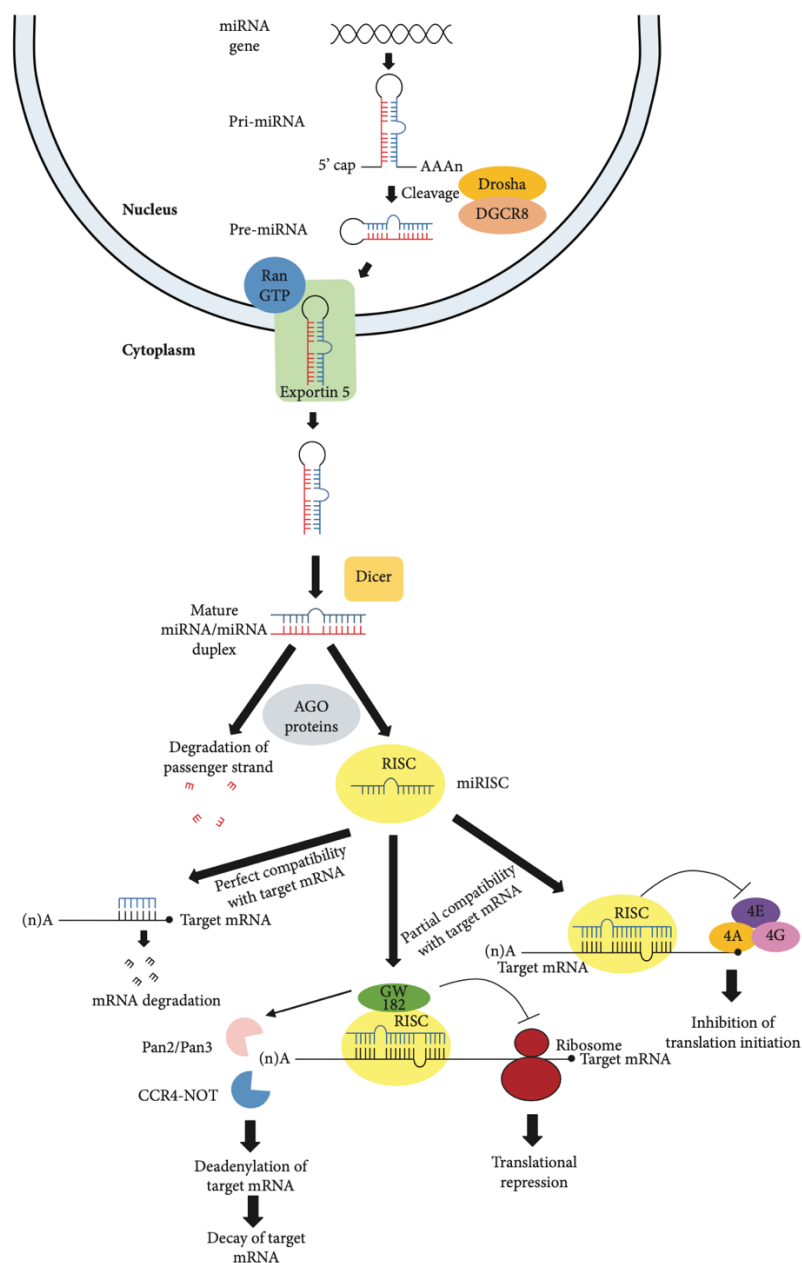 miRNA
gene
Pri-miRNA
5' cap
AAAn
Cleavage
Drosha
DGCR8
Nucleus
Pre-miRNA
Ran
GTP
Cytoplasm
Exportin 5
Dicer
Mature
miRNA/miRNA
duplex
AGO
proteins
Degradation of
passenger strand
RISC
miRISC
Perfect compatibility
with target mRNA
Partial compatibility
with target mRNA
(n)A
Target mRNA
mRNA degradation
RISC
4E
4A
4G
(n)A
Target mRNA
Inhibition of
translation initiation
GW
182
RISC
Pan2/Pan3
(n)A
Ribosome
Target mRNA
CCR4-NOT
Deadenylation of
target mRNA
Translational
repression
Decay of target
mRNA